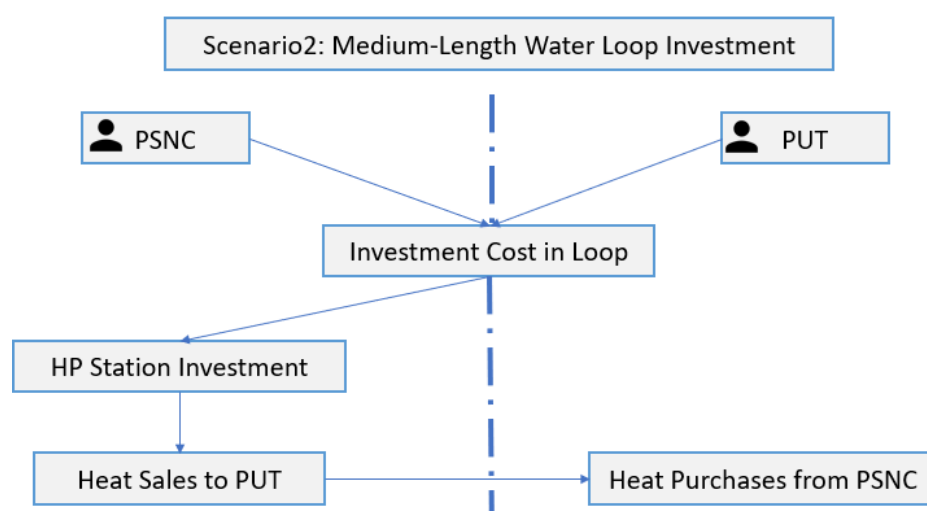 Scenario2: Medium-Length Water Loop Investment
PSNC
PUT
Investment Cost in Loop
HP Station Investment
Heat Sales to PUT
Heat Purchases from PSNC